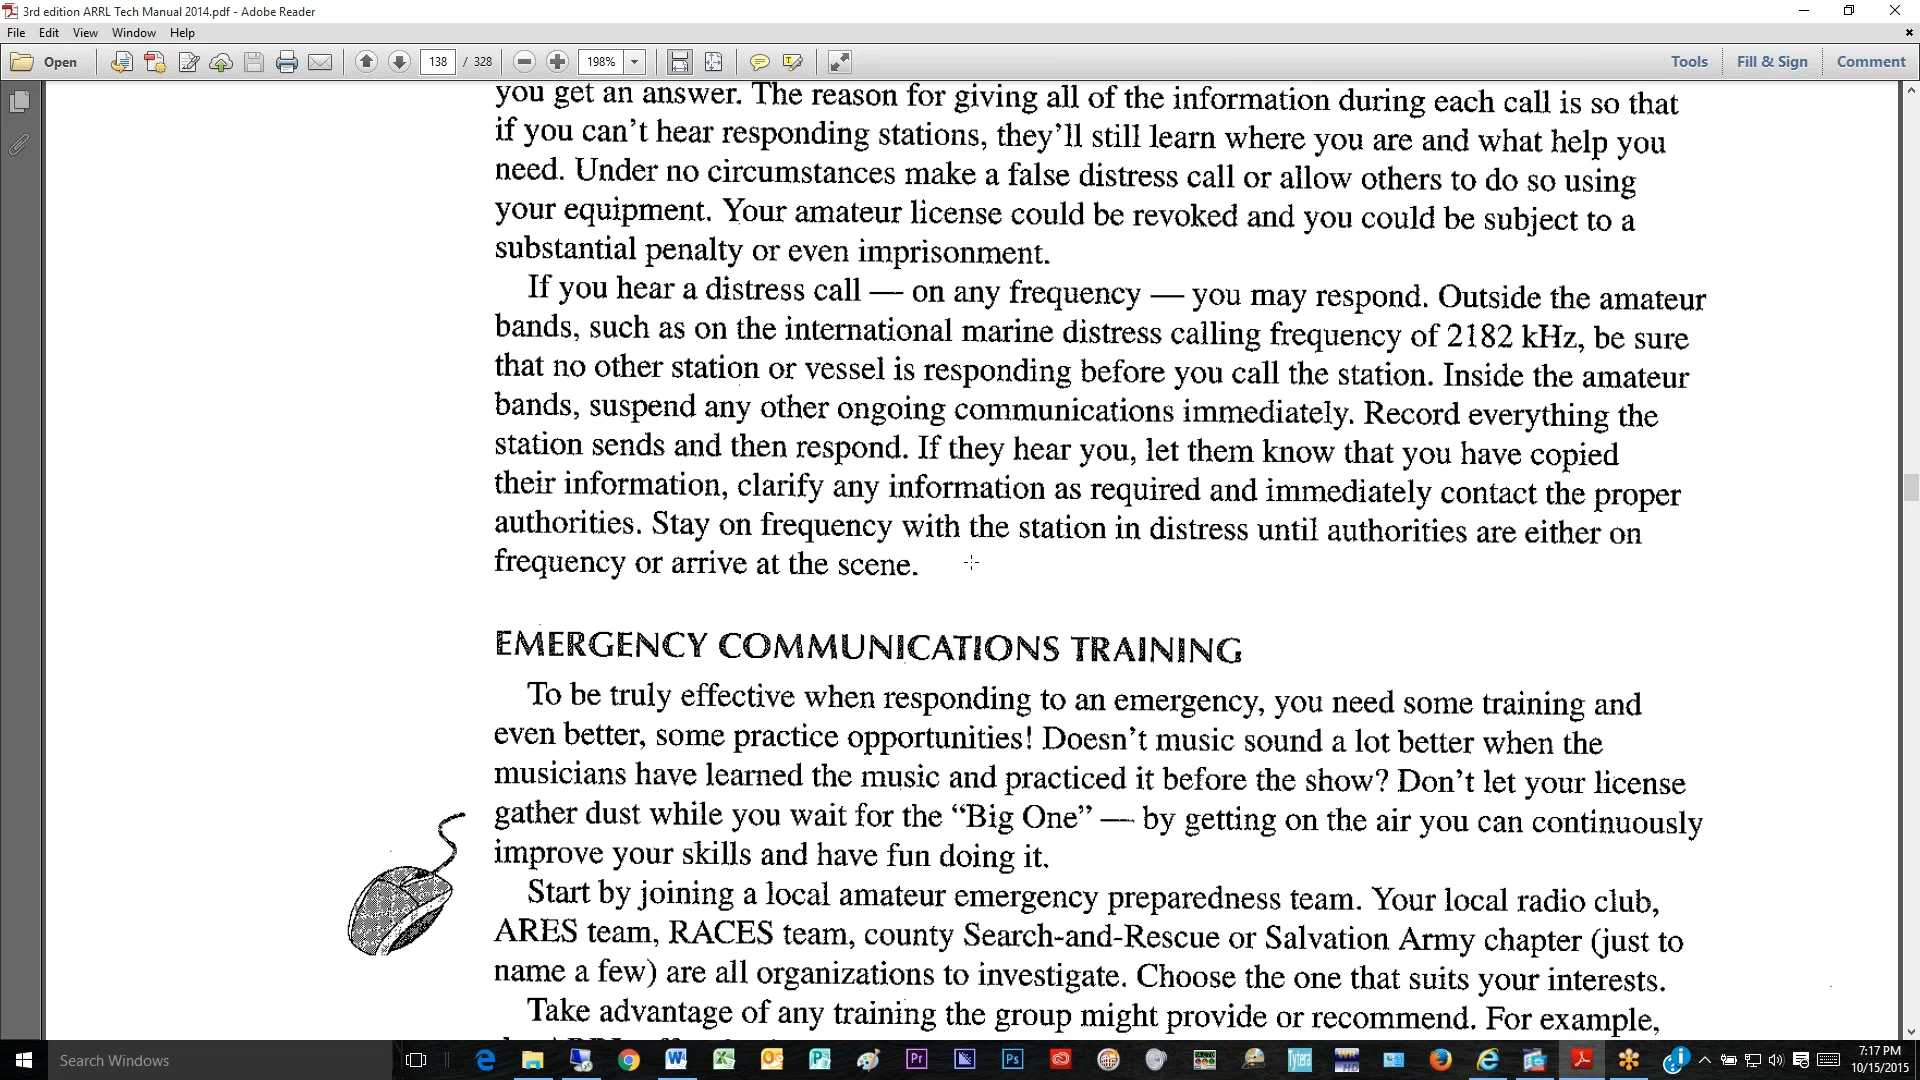 3rd edition ARRL Tech Manual 2014.pdf - Adobe Reader
File Edit View Window Help
Open 138 / 328 198% Tools Fill & Sign Comment
you get an answer. The reason for giving all of the information during each call is so that
if you can't hear responding stations, they'll still learn where you are and what help you
need. Under no circumstances make a false distress call or allow others to do so using
your equipment. Your amateur license could be revoked and you could be subject to a
substantial penalty or even imprisonment.
If you hear a distress call — on any frequency — you may respond. Outside the amateur
bands, such as on the international marine distress calling frequency of 2182 kHz, be sure
that no other station or vessel is responding before you call the station. Inside the amateur
bands, suspend any other ongoing communications immediately. Record everything the
station sends and then respond. If they hear you, let them know that you have copied
their information, clarify any information as required and immediately contact the proper
authorities. Stay on frequency with the station in distress until authorities are either on
frequency or arrive at the scene.
EMERGENCY COMMUNICATIONS TRAINING
To be truly effective when responding to an emergency, you need some training and
even better, some practice opportunities! Doesn't music sound a lot better when the
musicians have learned the music and practiced it before the show? Don't let your license
gather dust while you wait for the “Big One” — by getting on the air you can continuously
improve your skills and have fun doing it.
Start by joining a local amateur emergency preparedness team. Your local radio club,
ARES team, RACES team, county Search-and-Rescue or Salvation Army chapter (just to
name a few) are all organizations to investigate. Choose the one that suits your interests.
Take advantage of any training the group might provide or recommend. For example,
Search Windows
Pr
Ps
Tytera
7:17 PM
10/15/2015